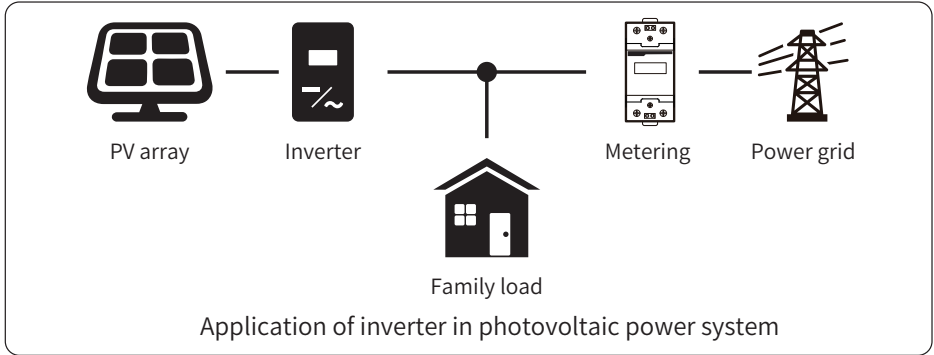 PV array
Inverter
Metering
Power grid
Family load
Application of inverter in photovoltaic power system